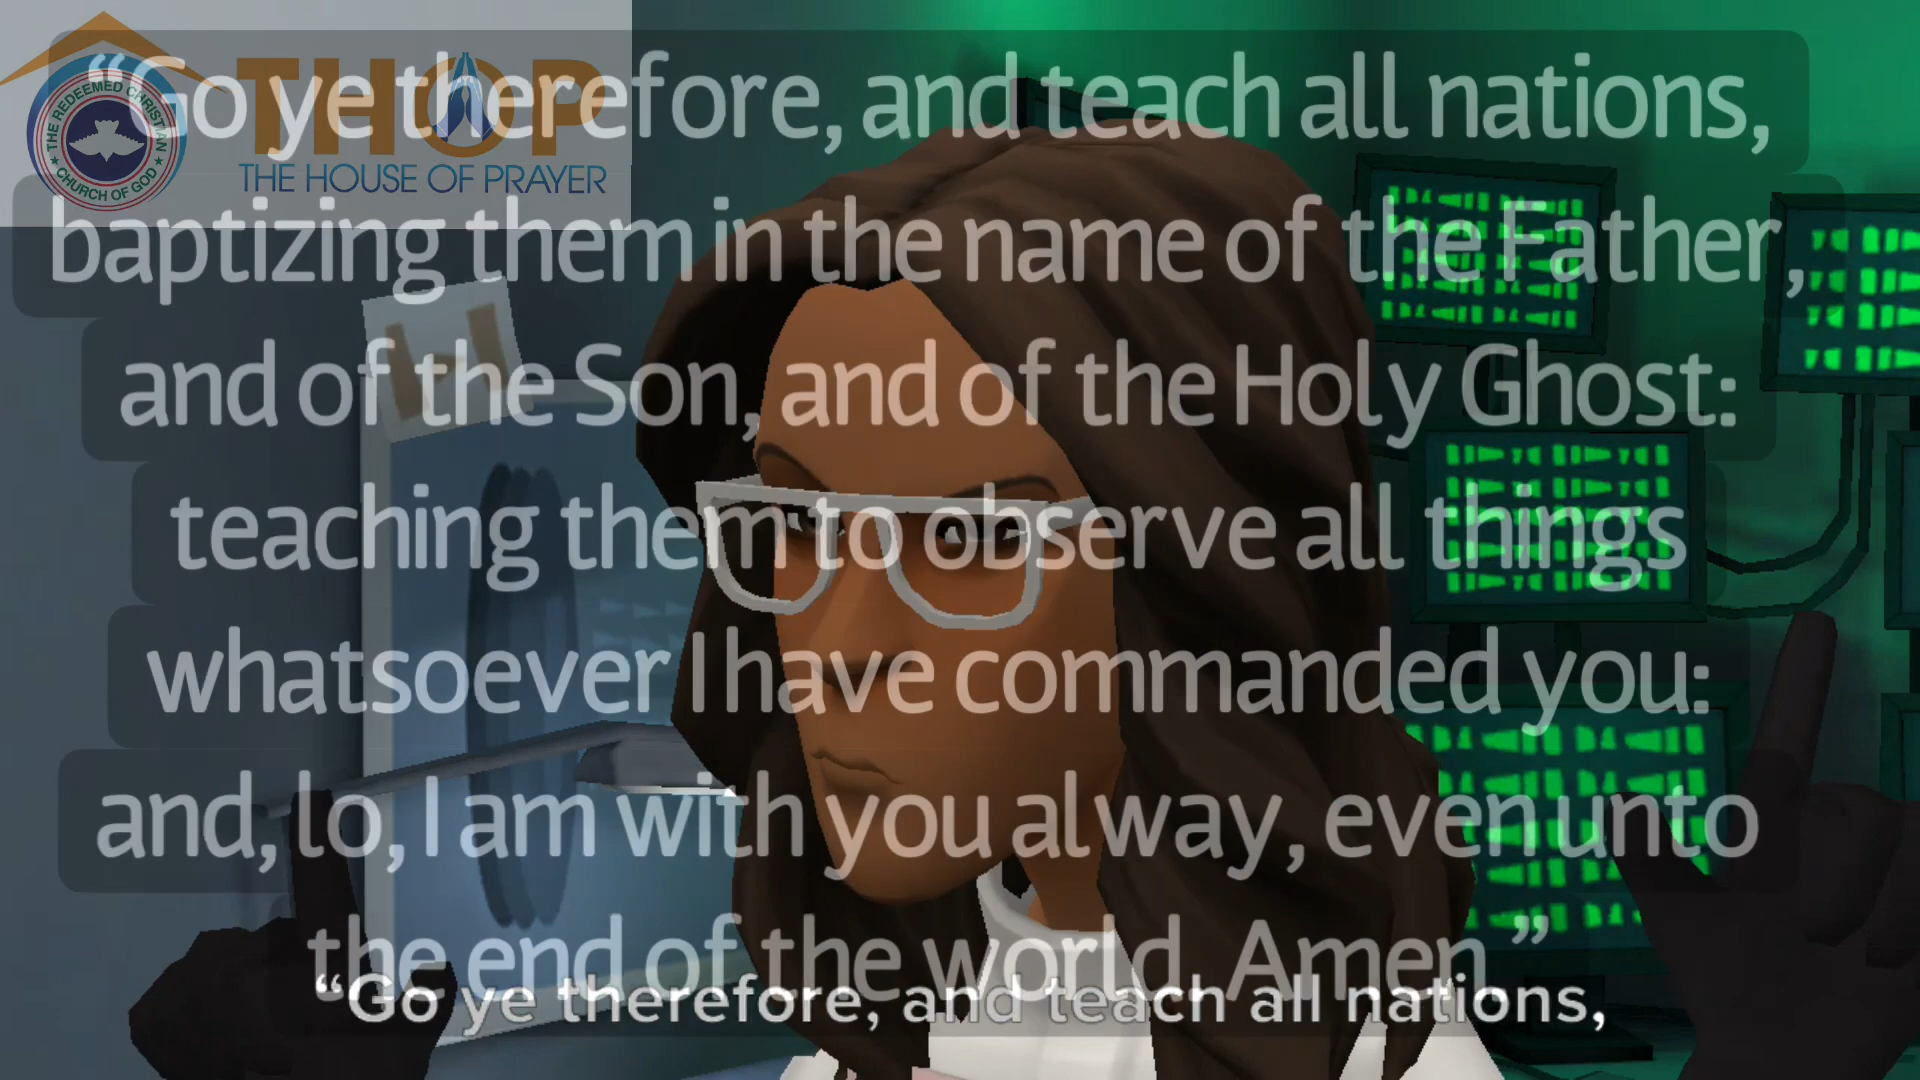 THE REDEEMED CHRISTIAN
CHURCH OF GOD
THOP
THE HOUSE OF PRAYER
“Go ye therefore, and teach all nations,
baptizing them in the name of the Father,
and of the Son, and of the Holy Ghost:
teaching them to observe all things
whatsoever I have commanded you:
and, lo, I am with you alway, even unto
the end of the world. Amen.”
“Go ye therefore, and teach all nations,